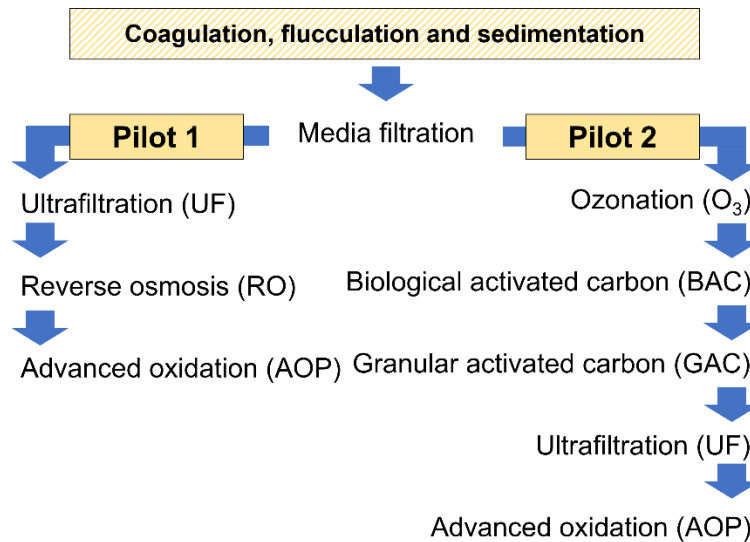 Coagulation, flucculation and sedimentation
Pilot 1
Media filtration
Pilot 2
Ultrafiltration (UF)
Reverse osmosis (RO)
Advanced oxidation (AOP)
Ozonation (O₃)
Biological activated carbon (BAC)
Granular activated carbon (GAC)
Ultrafiltration (UF)
Advanced oxidation (AOP)